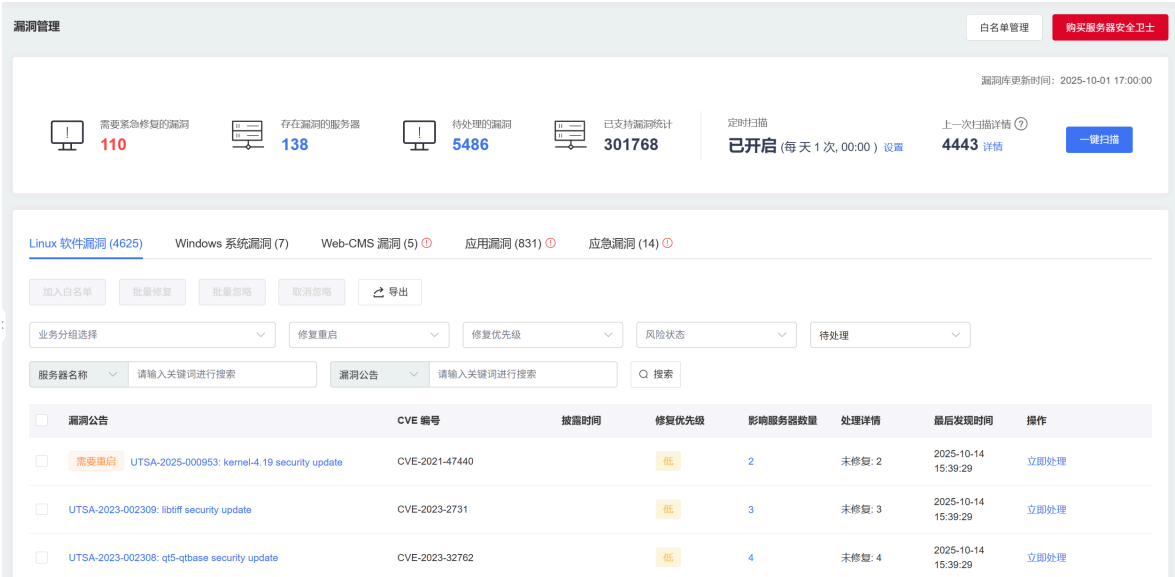 漏洞管理
白名单管理
购买服务器安全卫士
漏洞库更新时间：2025-10-01 17:00:00
需要紧急修复的漏洞
110
存在漏洞的服务器
138
待处理的漏洞
5486
已支持漏洞统计
301768
定时扫描
已开启 (每 天 1 次, 00:00 ) 设置
上一次扫描详情 ?
4443 详情
一键扫描
Linux 软件漏洞 (4625) Windows 系统漏洞 (7) Web-CMS 漏洞 (5) 应用漏洞 (831) 应急漏洞 (14)
加入白名单 批量修复 批量忽略 取消忽略 导出
业务分组选择 修复重启 修复优先级 风险状态 待处理
服务器名称 请输入关键词进行搜索 漏洞公告 请输入关键词进行搜索 搜索
漏洞公告 CVE 编号 披露时间 修复优先级 影响服务器数量 处理详情 最后发现时间 操作
需要重启 UTSA-2025-000953: kernel-4.19 security update CVE-2021-47440 低 2 未修复: 2 2025-10-14 15:39:29 立即处理
UTSA-2023-002309: libtiff security update CVE-2023-2731 低 3 未修复: 3 2025-10-14 15:39:29 立即处理
UTSA-2023-002308: qt5-qtbase security update CVE-2023-32762 低 4 未修复: 4 2025-10-14 15:39:29 立即处理